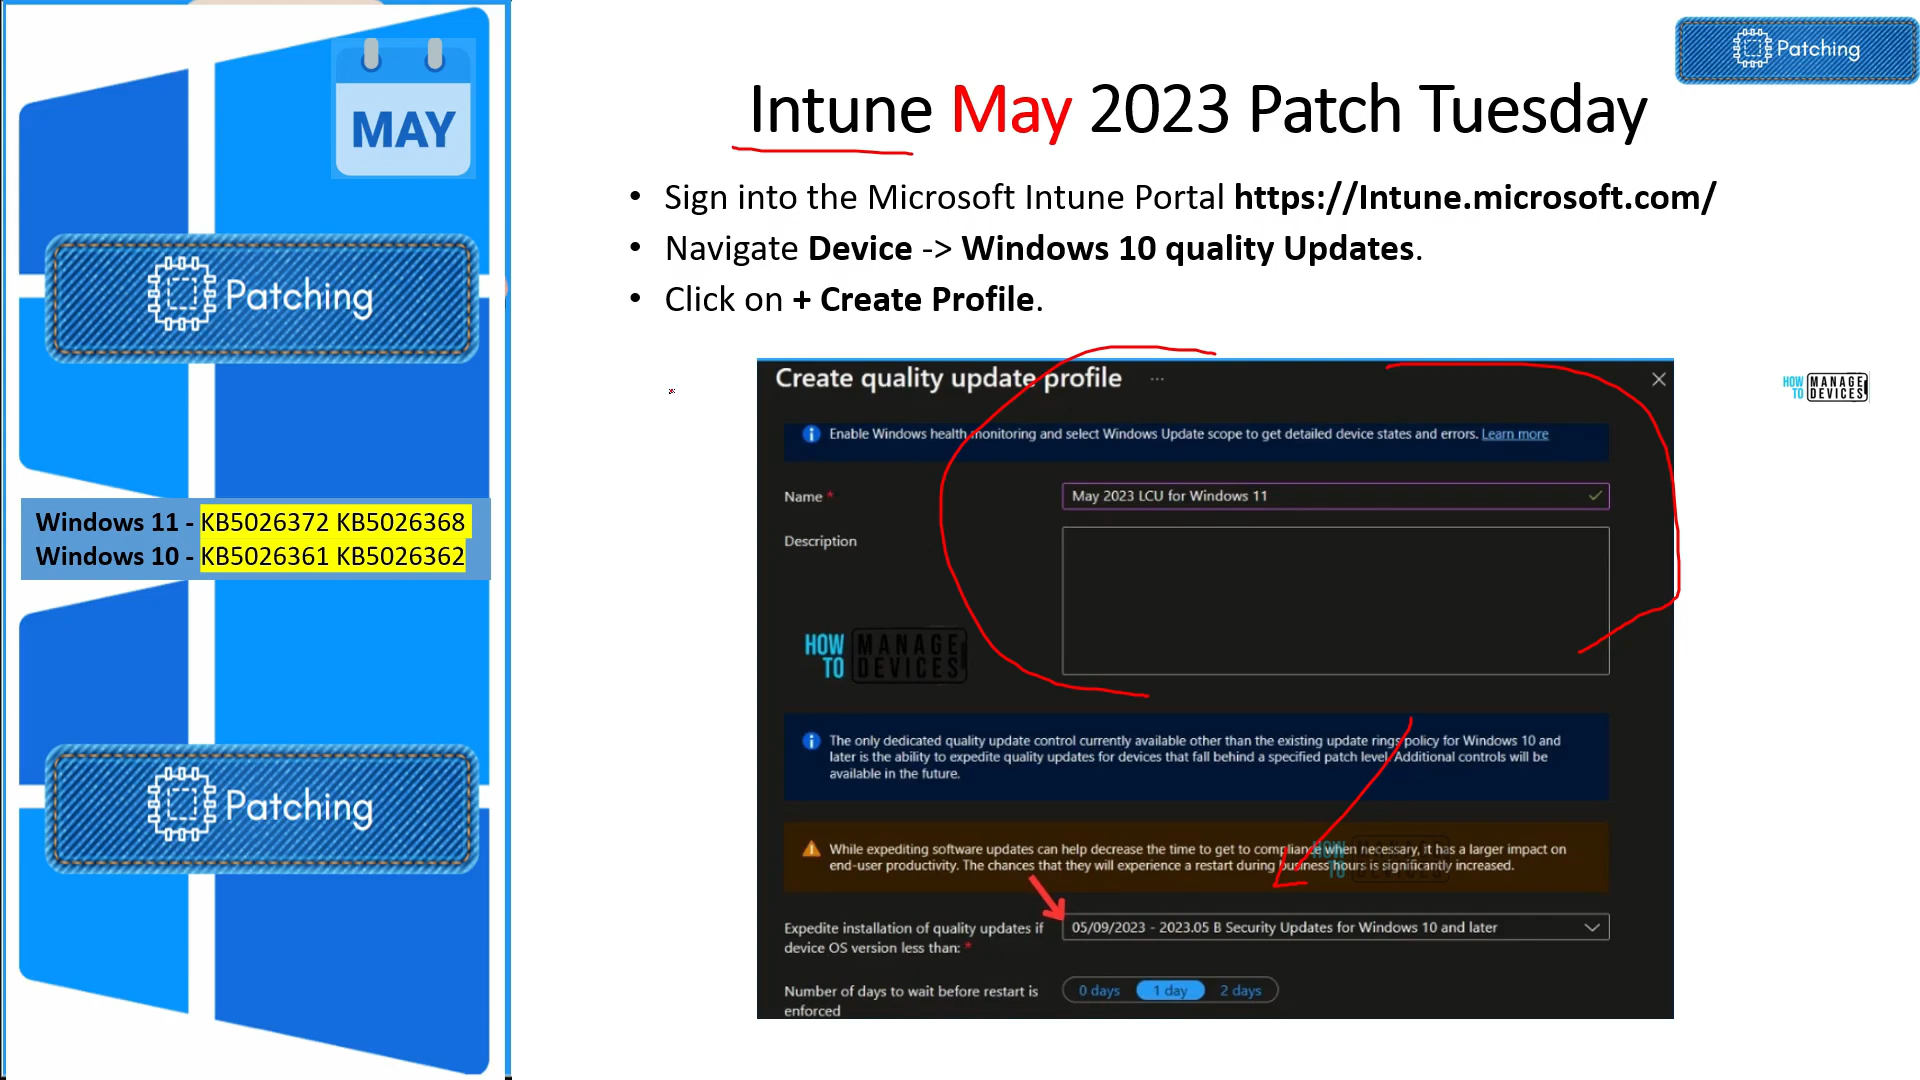 MAY
Patching
Windows 11 - KB5026372 KB5026368
Windows 10 - KB5026361 KB5026362
Patching
Patching
Intune May 2023 Patch Tuesday
• Sign into the Microsoft Intune Portal https://Intune.microsoft.com/
• Navigate Device -> Windows 10 quality Updates.
• Click on + Create Profile.
HOW TO MANAGE DEVICES
Create quality update profile ...
Enable Windows health monitoring and select Windows Update scope to get detailed device states and errors. Learn more
Name * May 2023 LCU for Windows 11
Description
HOW TO MANAGE DEVICES
The only dedicated quality update control currently available other than the existing update rings policy for Windows 10 and
later is the ability to expedite quality updates for devices that fall behind a specified patch level. Additional controls will be
available in the future.
While expediting software updates can help decrease the time to get to compliance when necessary, it has a larger impact on
end-user productivity. The chances that they will experience a restart during business hours is significantly increased.
HOW TO MANAGE DEVICES
Expedite installation of quality updates if
device OS version less than: *
05/09/2023 - 2023.05 B Security Updates for Windows 10 and later
Number of days to wait before restart is
enforced
0 days 1 day 2 days